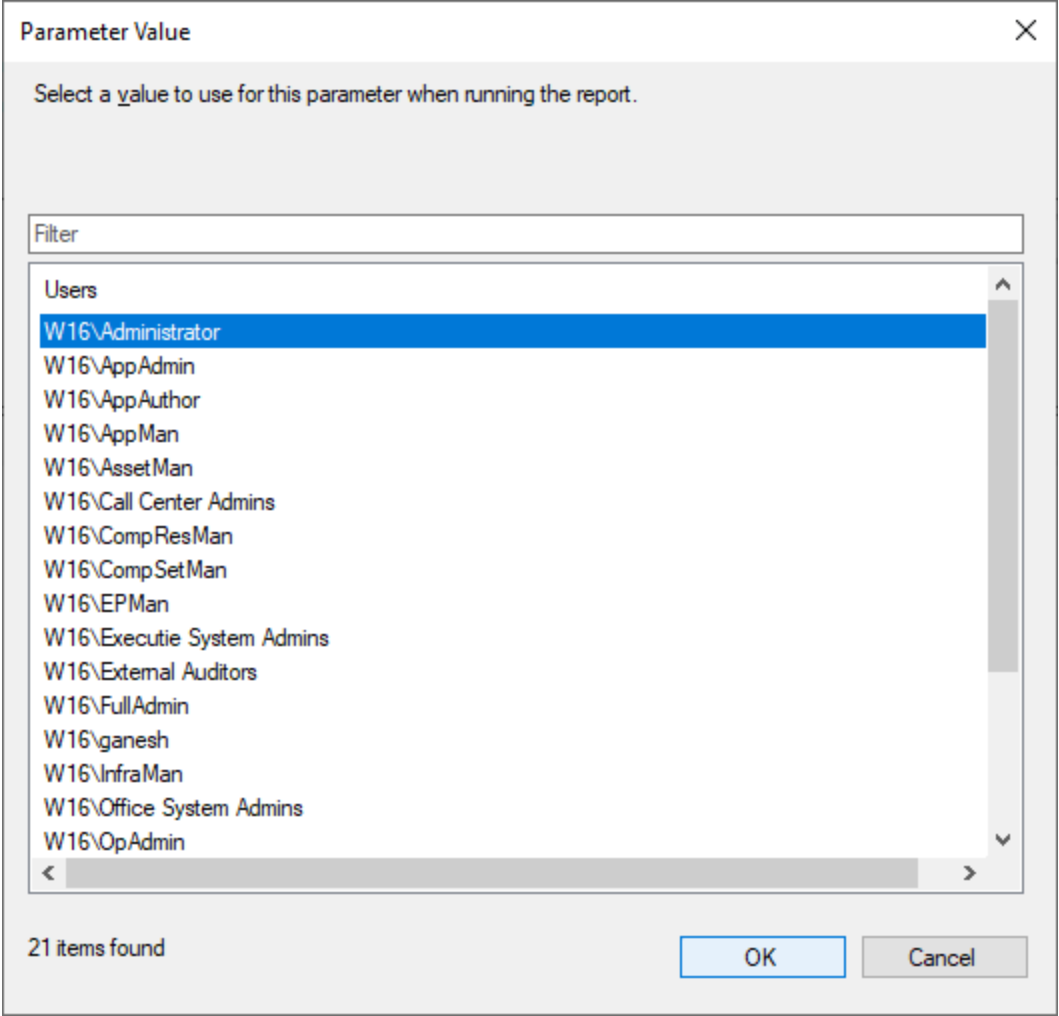 Parameter Value
Select a value to use for this parameter when running the report.
Filter
Users
W16\Administrator
W16\AppAdmin
W16\AppAuthor
W16\AppMan
W16\AssetMan
W16\Call Center Admins
W16\CompResMan
W16\CompSetMan
W16\EPMan
W16\Executie System Admins
W16\External Auditors
W16\FullAdmin
W16\ganesh
W16\InfraMan
W16\Office System Admins
W16\OpAdmin
21 items found
OK
Cancel